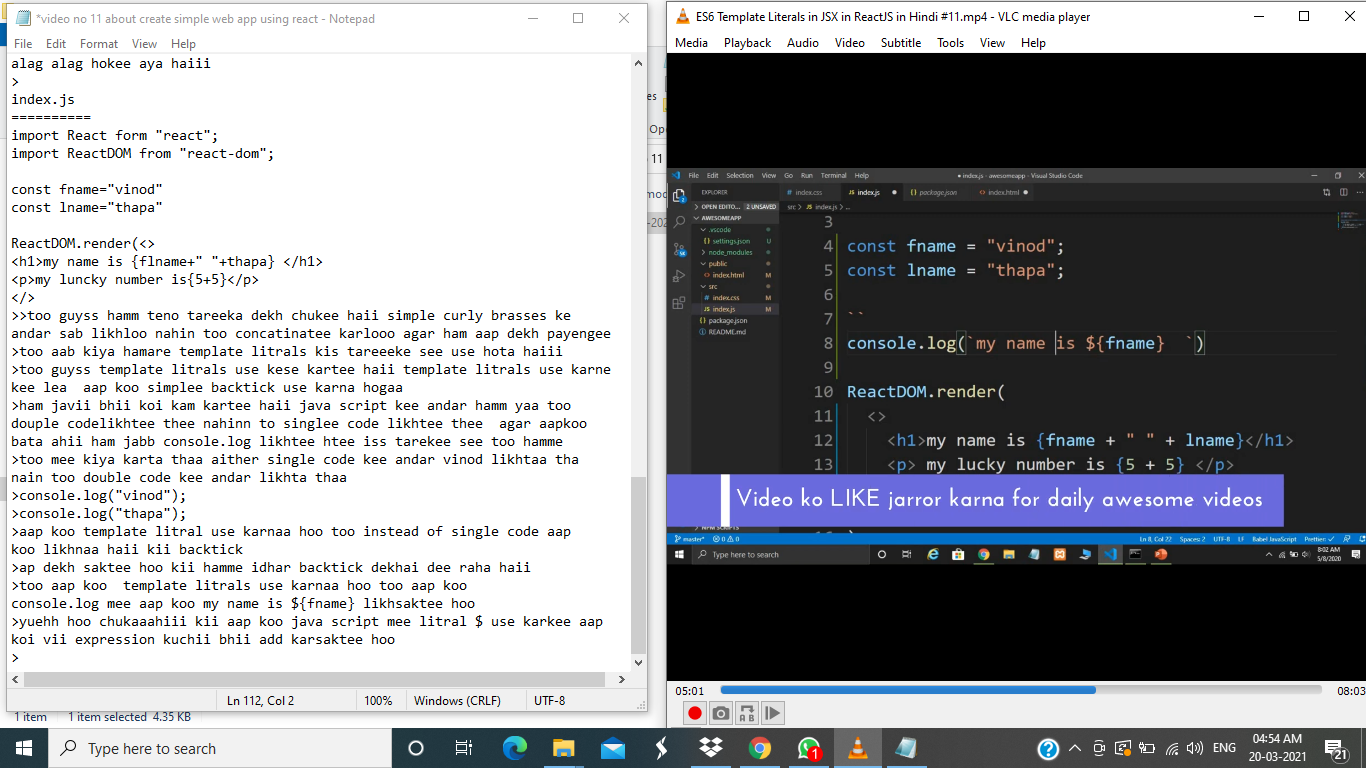 *video no 11 about create simple web app using react - Notepad
File Edit Format View Help
alag alag hokee aya haiii
>
index.js
==========
import React form "react";
import ReactDOM from "react-dom";
const fname="vinod"
const lname="thapa"
ReactDOM.render(<>
<h1>my name is {flname+" "+thapa} </h1>
<p>my luncky number is{5+5}</p>
</>
>>too guyss hamm teno tareeka dekh chukee haii simple curly brasses ke
andar sab likhloo nahin too concatinatee karlooo agar ham aap dekh payengee
>too aab kiya hamare template litrals kis tareeeke see use hota haiii
>too guyss template litrals use kese kartee haii template litrals use karne
kee lea  aap koo simplee backtick use karna hogaa
>ham javii bhii koi kam kartee haii java script kee andar hamm yaa too
douple codelikhtee thee nahinn to singlee code likhtee thee  agar aapkoo
bata ahii ham jabb console.log likhtee htee iss tarekee see too hamme
>too mee kiya karta thaa aither single code kee andar vinod likhtaa tha
nain too double code kee andar likhta thaa
>console.log("vinod");
>console.log("thapa");
>aap koo template litral use karnaa hoo too instead of single code aap
koo likhnaa haii kii backtick
>ap dekh saktee hoo kii hamme idhar backtick dekhai dee raha haii
>too aap koo  template litrals use karnaa hoo too aap koo
console.log mee aap koo my name is ${fname} likhsaktee hoo
>yuehh hoo chukaaahiii kii aap koo java script mee litral $ use karkee aap
koi vii expression kuchii bhii add karsaktee hoo
>
Ln 112, Col 2 100% Windows (CRLF) UTF-8
1 item 1 item selected 4.35 KB
es
Ope
11
mod
-202
ES6 Template Literals in JSX in ReactJS in Hindi #11.mp4 - VLC media player
Media Playback Audio Video Subtitle Tools View Help
File Edit Selection View Go Run Terminal Help ● index.js - awesomeapp - Visual Studio Code
EXPLORER # index.css JS index.js ● {} package.json <> index.html ●
> OPEN EDITO... 2 UNSAVED src > JS index.js > ...
AWESOMEAPP
.vscode
{} settings.json U
> node_modules
public
<> index.html M
src
# index.css M
JS index.js M
{} package.json
README.md
3
4 const fname = "vinod";
5 const lname = "thapa";
6
7 ``
8 console.log(`my name is ${fname}  `)
9
10 ReactDOM.render(
11 <>
12 <h1>my name is {fname + " " + lname}</h1>
13 <p> my lucky number is {5 + 5} </p>
Video ko LIKE jarror karna for daily awesome videos
> NPM SCRIPTS
master* 0 0 Ln 8, Col 22 Spaces: 2 UTF-8 LF Babel JavaScript Prettier: ✓
Type here to search 8:02 AM
5/8/2020
05:01 08:03
Type here to search
1
ENG 04:54 AM
20-03-2021
21